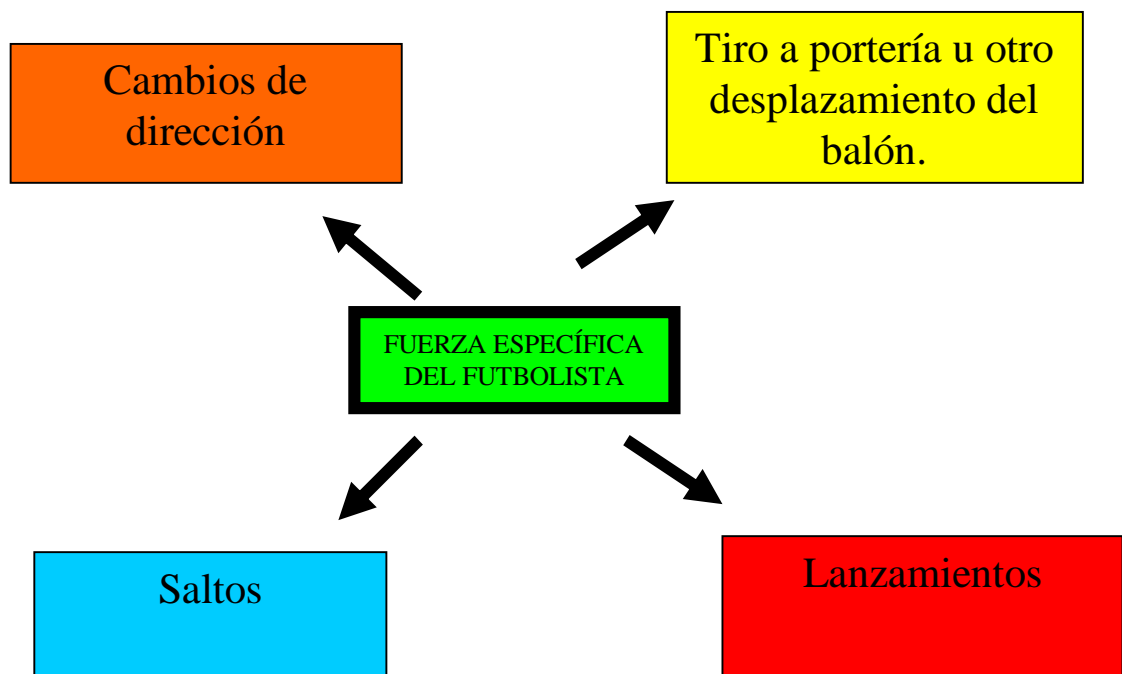 Cambios de
dirección
Tiro a portería u otro
desplazamiento del
balón.
FUERZA ESPECÍFICA
DEL FUTBOLISTA
Saltos
Lanzamientos